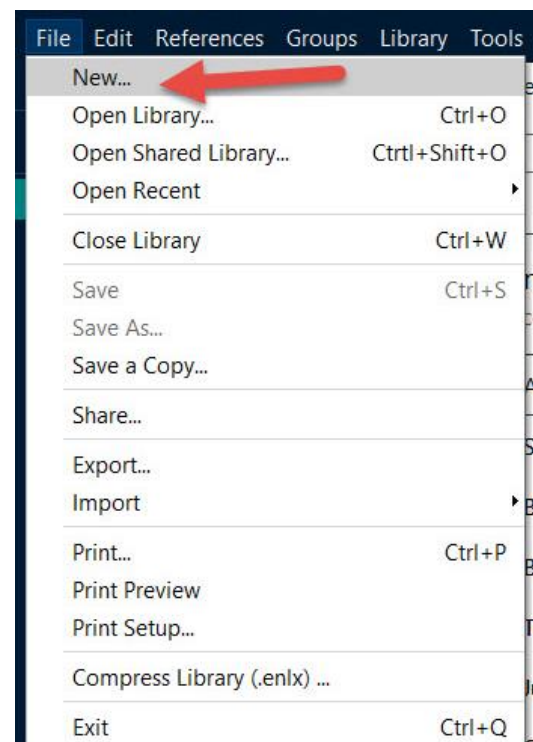 File Edit References Groups Library Tools
New...
Open Library... Ctrl+O
Open Shared Library... Ctrtl+Shift+O
Open Recent
Close Library Ctrl+W
Save Ctrl+S
Save As...
Save a Copy...
Share...
Export...
Import
Print... Ctrl+P
Print Preview
Print Setup...
Compress Library (.enlx) ...
Exit Ctrl+Q